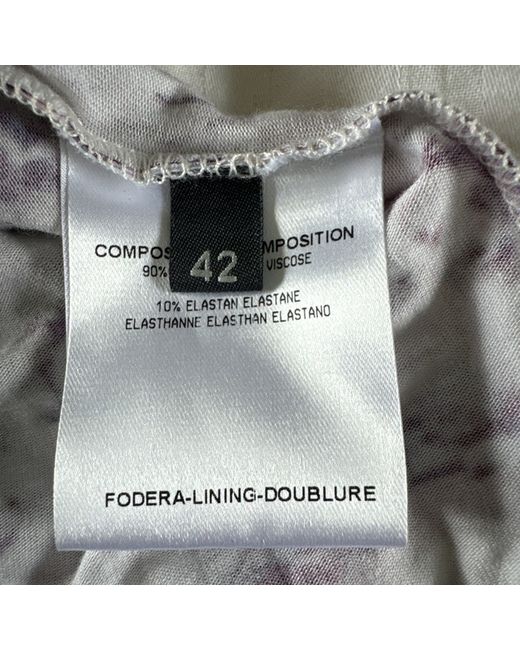 COMPOS MPOSITION
90% VISCOSE
42
10% ELASTAN ELASTANE
ELASTHANNE ELASTHAN ELASTANO
FODERA-LINING-DOUBLURE